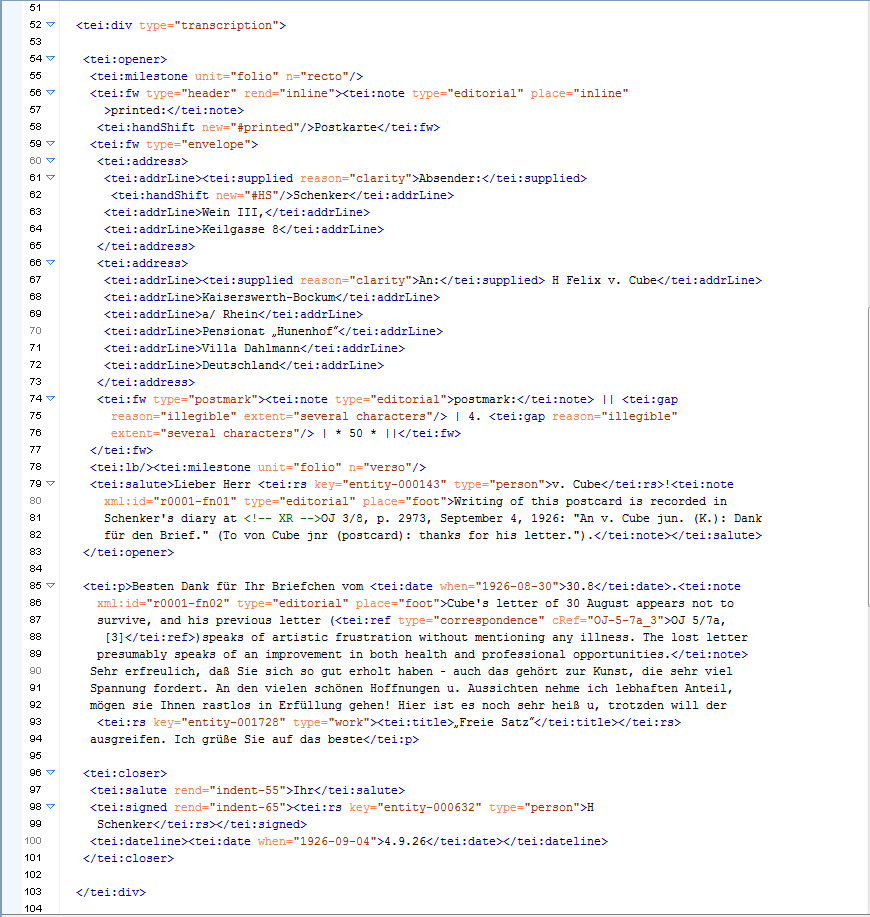 51
52 <tei:div type="transcription">
53
54 <tei:opener>
55 <tei:milestone unit="folio" n="recto"/>
56 <tei:fw type="header" rend="inline"><tei:note type="editorial" place="inline"
57 >printed:</tei:note>
58 <tei:handShift new="#printed"/>Postkarte</tei:fw>
59 <tei:fw type="envelope">
60 <tei:address>
61 <tei:addrLine><tei:supplied reason="clarity">Absender:</tei:supplied>
62 <tei:handShift new="#HS"/>Schenker</tei:addrLine>
63 <tei:addrLine>Wein III,</tei:addrLine>
64 <tei:addrLine>Keilgasse 8</tei:addrLine>
65 </tei:address>
66 <tei:address>
67 <tei:addrLine><tei:supplied reason="clarity">An:</tei:supplied> H Felix v. Cube</tei:addrLine>
68 <tei:addrLine>Kaiserswerth-Bockum</tei:addrLine>
69 <tei:addrLine>a/ Rhein</tei:addrLine>
70 <tei:addrLine>Pensionat „Hunenhof“</tei:addrLine>
71 <tei:addrLine>Villa Dahlmann</tei:addrLine>
72 <tei:addrLine>Deutschland</tei:addrLine>
73 </tei:address>
74 <tei:fw type="postmark"><tei:note type="editorial">postmark:</tei:note> || <tei:gap
75 reason="illegible" extent="several characters"/> | 4. <tei:gap reason="illegible"
76 extent="several characters"/> | * 50 * ||</tei:fw>
77 </tei:fw>
78 <tei:lb/><tei:milestone unit="folio" n="verso"/>
79 <tei:salute>Lieber Herr <tei:rs key="entity-000143" type="person">v. Cube</tei:rs>!<tei:note
80 xml:id="r0001-fn01" type="editorial" place="foot">Writing of this postcard is recorded in
81 Schenker's diary at <!-- XR -->OJ 3/8, p. 2973, September 4, 1926: "An v. Cube jun. (K.): Dank
82 für den Brief." (To von Cube jnr (postcard): thanks for his letter.").</tei:note></tei:salute>
83 </tei:opener>
84
85 <tei:p>Besten Dank für Ihr Briefchen vom <tei:date when="1926-08-30">30.8</tei:date>.<tei:note
86 xml:id="r0001-fn02" type="editorial" place="foot">Cube's letter of 30 August appears not to
87 survive, and his previous letter (<tei:ref type="correspondence" cRef="OJ-5-7a_3">OJ 5/7a,
88 [3]</tei:ref>)speaks of artistic frustration without mentioning any illness. The lost letter
89 presumably speaks of an improvement in both health and professional opportunities.</tei:note>
90 Sehr erfreulich, daß Sie sich so gut erholt haben - auch das gehört zur Kunst, die sehr viel
91 Spannung fordert. An den vielen schönen Hoffnungen u. Aussichten nehme ich lebhaften Anteil,
92 mögen sie Ihnen rastlos in Erfüllung gehen! Hier ist es noch sehr heiß u, trotzden will der
93 <tei:rs key="entity-001728" type="work"><tei:title>„Freie Satz“</tei:title></tei:rs>
94 ausgreifen. Ich grüße Sie auf das beste</tei:p>
95
96 <tei:closer>
97 <tei:salute rend="indent-55">Ihr</tei:salute>
98 <tei:signed rend="indent-65"><tei:rs key="entity-000632" type="person">H
99 Schenker</tei:rs></tei:signed>
100 <tei:dateline><tei:date when="1926-09-04">4.9.26</tei:date></tei:dateline>
101 </tei:closer>
102
103 </tei:div>
104